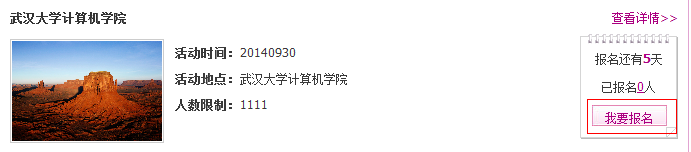 武汉大学计算机学院
查看详情>>
活动时间：20140930
活动地点：武汉大学计算机学院
人数限制：1111
报名还有5天
已报名0人
我要报名